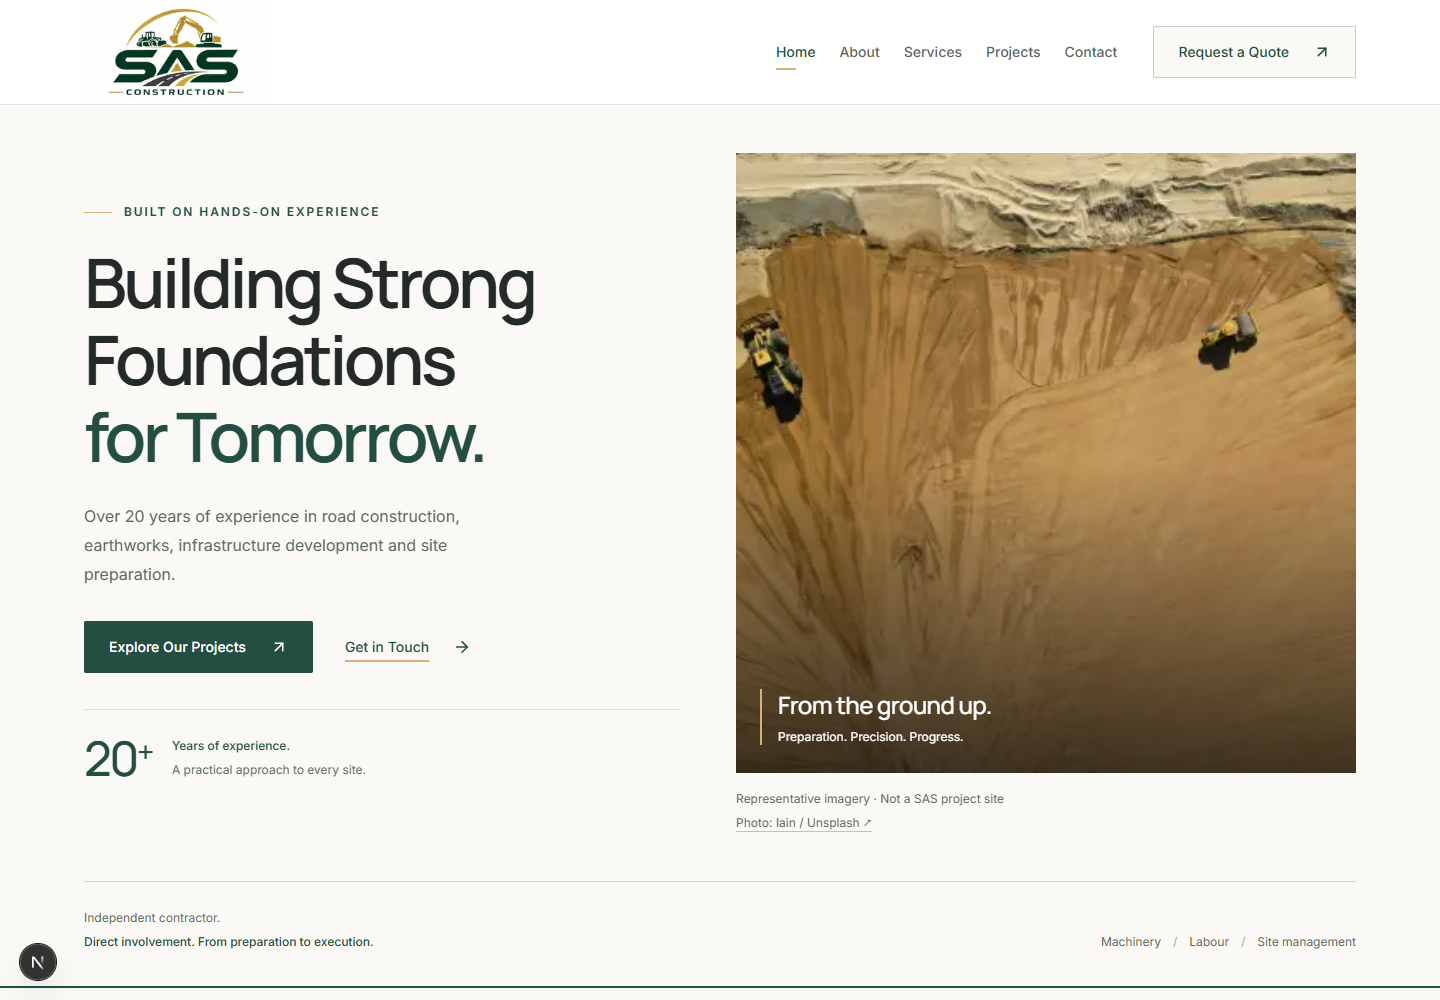 SAS
CONSTRUCTION
Home
About
Services
Projects
Contact
Request a Quote
BUILT ON HANDS-ON EXPERIENCE
Building Strong
Foundations
for Tomorrow.
Over 20 years of experience in road construction,
earthworks, infrastructure development and site
preparation.
Explore Our Projects
Get in Touch
20+
Years of experience.
A practical approach to every site.
From the ground up.
Preparation. Precision. Progress.
Representative imagery · Not a SAS project site
Photo: Iain / Unsplash ↗
Independent contractor.
Direct involvement. From preparation to execution.
Machinery / Labour / Site management
N